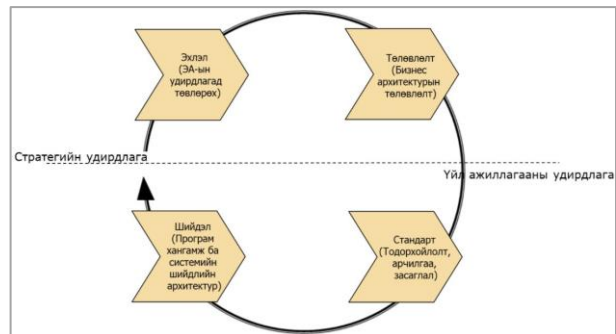 Эхлэл
(ЭА-ын
удирдлагад
төвлөрөх)
Төлөвлөлт
(Бизнес
архитектурын
төлөвлөлт)
Стратегийн удирдлага
Үйл ажиллагааны удирдлага
Шийдэл
(Програм
хангамж ба
системийн
шийдлийн
архитектур)
Стандарт
(Тодорхойлолт,
арчилгаа,
засаглал)